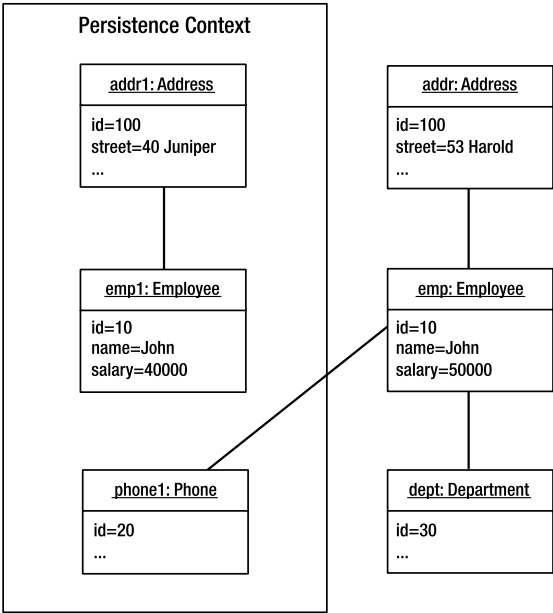 Persistence Context
addr1: Address
id=100
street=40 Juniper
...
addr: Address
id=100
street=53 Harold
...
emp1: Employee
id=10
name=John
salary=40000
emp: Employee
id=10
name=John
salary=50000
phone1: Phone
id=20
...
dept: Department
id=30
...